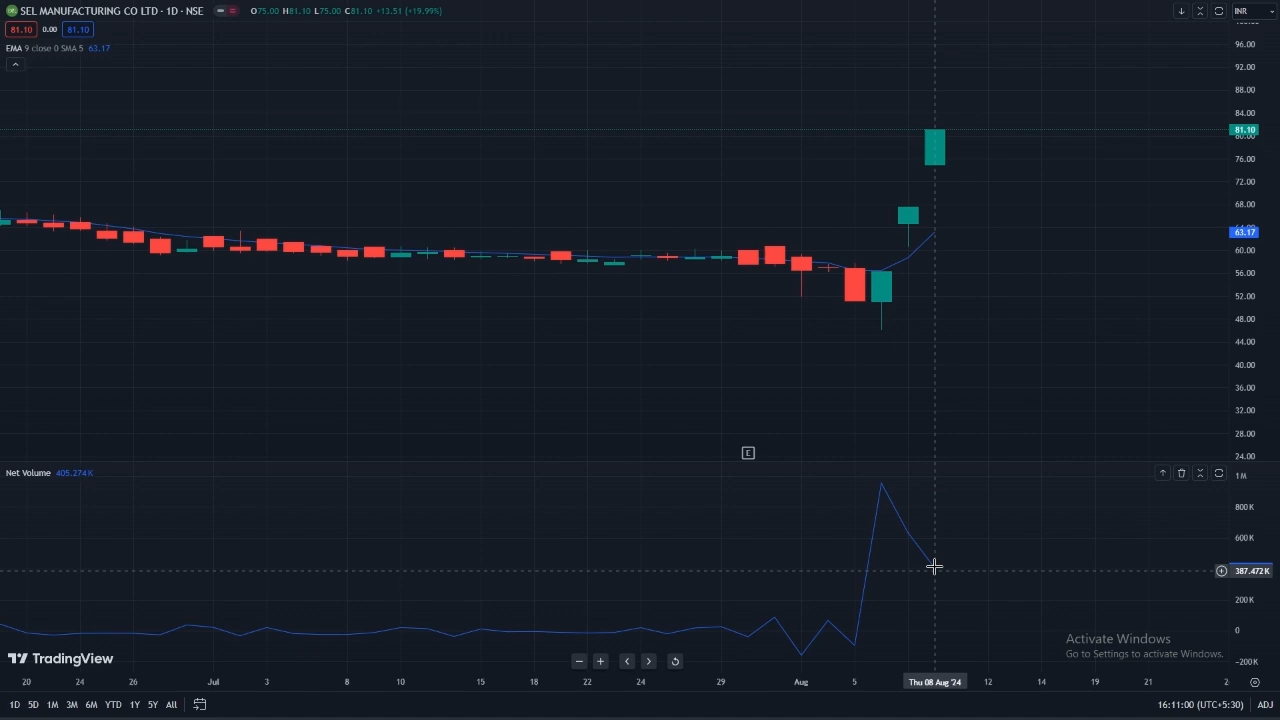 SEL MANUFACTURING CO LTD · 1D · NSE O75.00 H81.10 L75.00 C81.10 +13.51 (+19.99%)
INR
81.10 0.00 81.10
EMA 9 close 0 SMA 5 63.17
96.00
92.00
88.00
84.00
81.10
80.00
76.00
72.00
68.00
63.17
60.00
56.00
52.00
48.00
44.00
40.00
36.00
32.00
28.00
24.00
E
Net Volume 405.274K
1M
800K
600K
387.472K
200K
0
−200K
Activate Windows
Go to Settings to activate Windows.
TradingView
20 24 26 Jul 3 8 10 15 18 22 24 29 Aug 5 Thu 08 Aug '24 12 14 19 21
1D 5D 1M 3M 6M YTD 1Y 5Y All 16:11:00 (UTC+5:30) ADJ